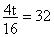 4t/16 = 32